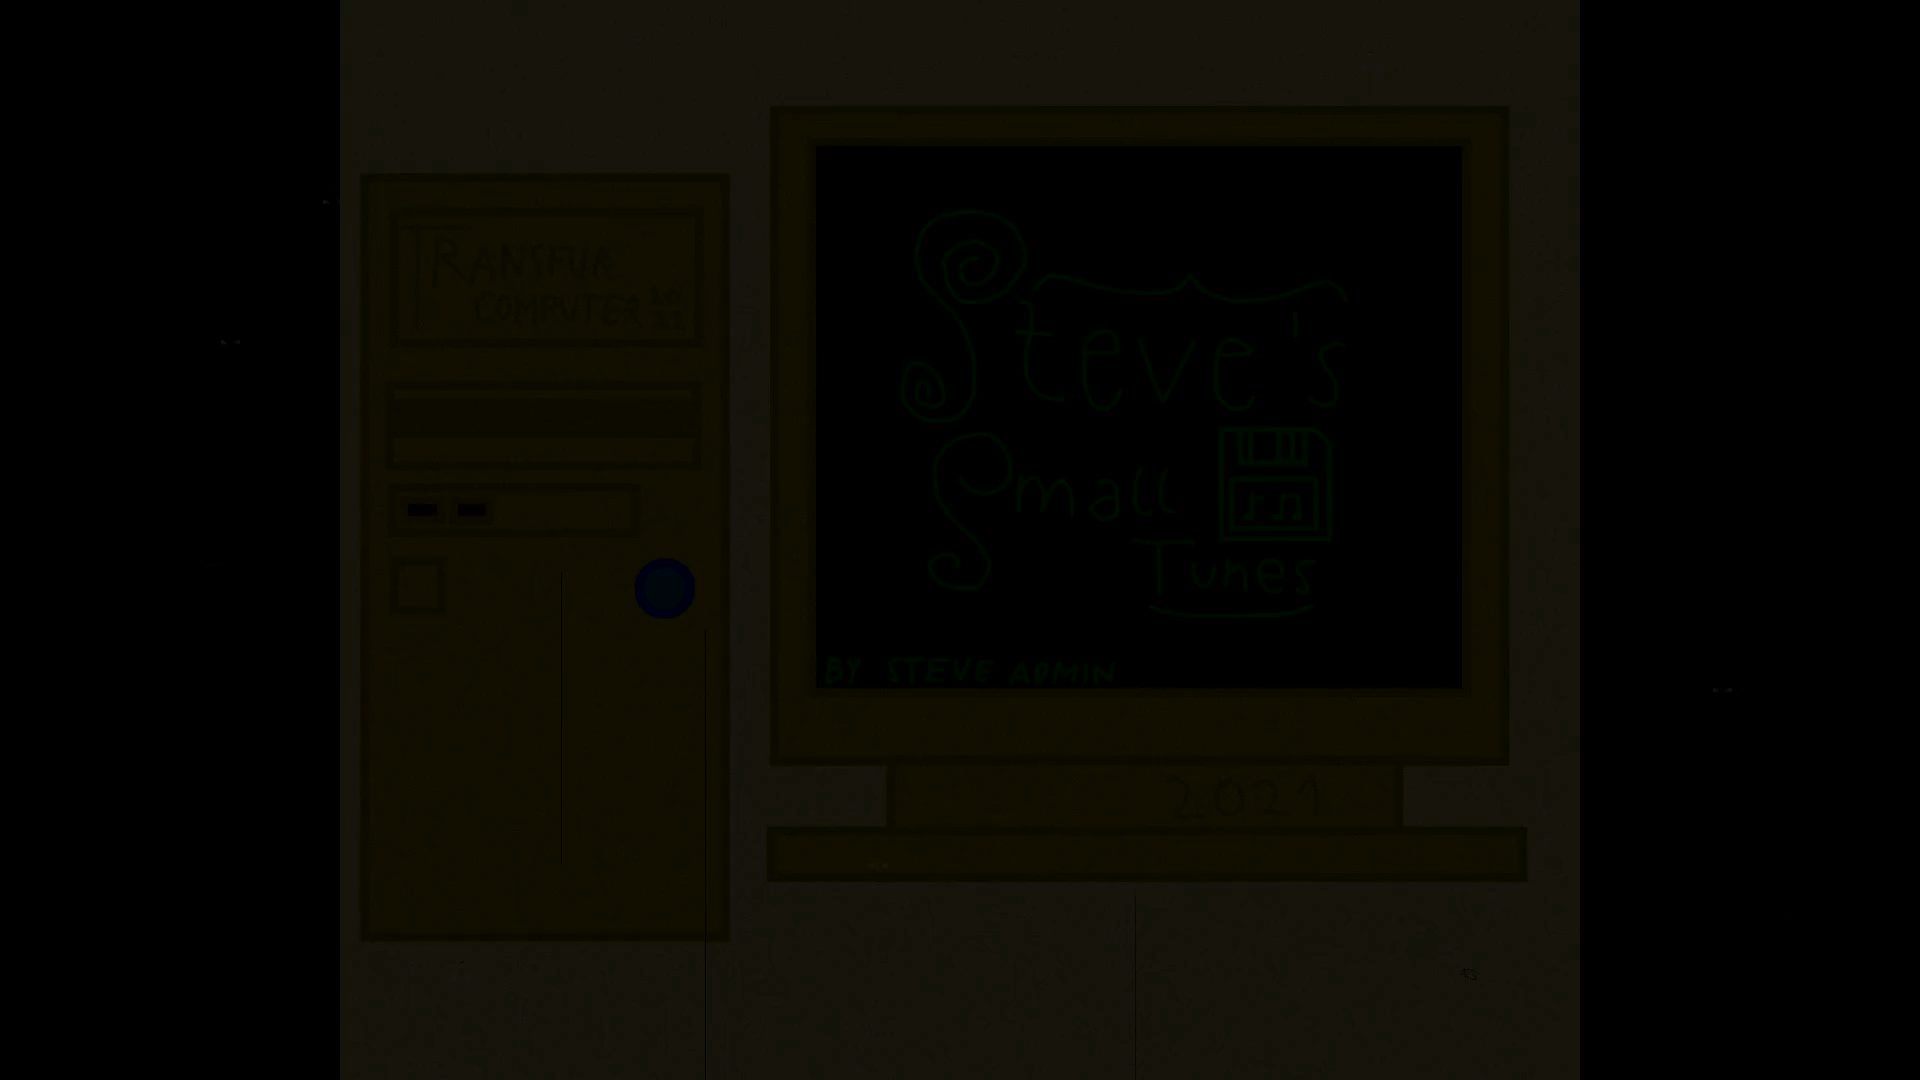 TRANSFUR
COMPUTER
Steve's
Small
Tunes
BY STEVE ADMIN
2021